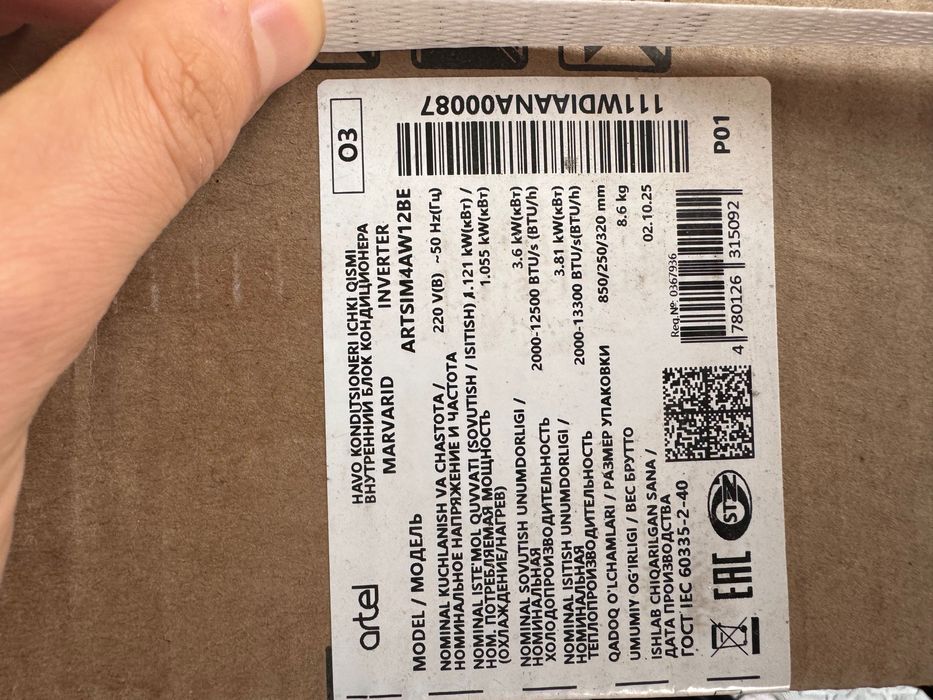 artel
HAVO KONDITSIONERI ICHKI QISMI
ВНУТРЕННИЙ БЛОК КОНДИЦИОНЕРА
O3
MARVARID INVERTER
MODEL / МОДЕЛЬ ARTSIM4AW12BE
NOMINAL KUCHLANISH VA CHASTOTA /
НОМИНАЛЬНОЕ НАПРЯЖЕНИЕ И ЧАСТОТА 220 V(В) ~50 Hz(Гц)
NOMINAL ISTE'MOL QUVVATI (SOVUTISH / ISITISH) / 1.121 kW(кВт) /
НОМ. ПОТРЕБЛЯЕМАЯ МОЩНОСТЬ 1.055 kW(кВт)
(ОХЛАЖДЕНИЕ/НАГРЕВ)
NOMINAL SOVUTISH UNUMDORLIGI / 3.6 kW(кВт)
НОМИНАЛЬНАЯ 2000-12500 BTU/s (BTU/h)
ХОЛОДОПРОИЗВОДИТЕЛЬНОСТЬ
NOMINAL ISITISH UNUMDORLIGI / 3.81 kW(кВт)
НОМИНАЛЬНАЯ 2000-13300 BTU/s(BTU/h)
ТЕПЛОПРОИЗВОДИТЕЛЬНОСТЬ
QADOQ O'LCHAMLARI / РАЗМЕР УПАКОВКИ 850/250/320 mm
UMUMIY OG'IRLIGI / ВЕС БРУТТО 8.6 kg
ISHLAB CHIQARILGAN SANA / 02.10.25
ДАТА ПРОИЗВОДСТВА
ГОСТ IEC 60335-2-40
Reg.№: 0367936
EAC
STZ
4 780126 315092
P01
111WDIAANA00087